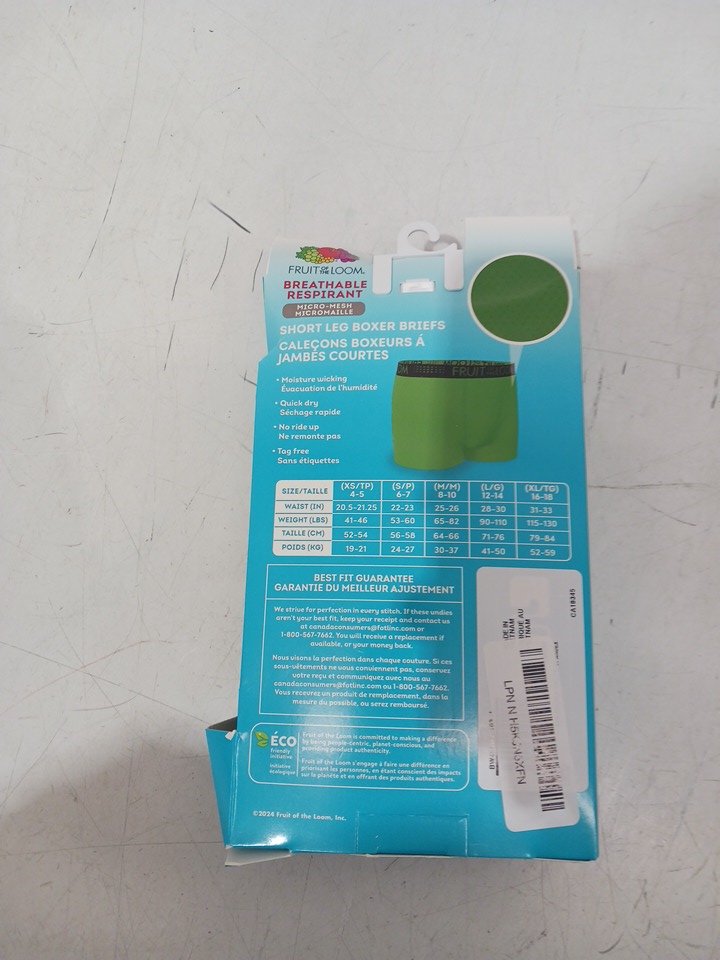 FRUIT OF THE LOOM.
BREATHABLE
RESPIRANT
MICRO-MESH
MICROMAILLE
SHORT LEG BOXER BRIEFS
CALEÇONS BOXEURS Á
JAMBES COURTES
• Moisture wicking
Évacuation de l'humidité
• Quick dry
Séchage rapide
• No ride up
Ne remonte pas
• Tag free
Sans étiquettes
FRUIT OF THE LOOM
SIZE/TAILLE (XS/TP) 4-5 (S/P) 6-7 (M/M) 8-10 (L/G) 12-14 (XL/TG) 16-18
WAIST (IN) 20.5-21.25 22-23 25-26 28-30 31-33
WEIGHT (LBS) 41-46 53-60 65-82 90-110 115-130
TAILLE (CM) 52-54 56-58 64-66 71-76 79-84
POIDS (KG) 19-21 24-27 30-37 41-50 52-59
BEST FIT GUARANTEE
GARANTIE DU MEILLEUR AJUSTEMENT
We strive for perfection in every stitch. If these undies
aren't your best fit, keep your receipt and contact us
at canadaconsumers@fotlinc.com or
1-800-567-7662. You will receive a replacement if
available, or your money back.
Nous visons la perfection dans chaque couture. Si ces
sous-vêtements ne vous conviennent pas, conservez
votre reçu et communiquez avec nous au
canadaconsumers@fotlinc.com ou 1-800-567-7662.
Vous recevrez un produit de remplacement, dans la
mesure du possible, ou serez remboursé.
ÉCO
friendly
initiative
initiative
écologique
Fruit of the Loom is committed to making a difference
by being people-centric, planet-conscious, and
providing product authenticity.
Fruit of the Loom s'engage à faire une différence en
priorisant les personnes, en étant conscient des impacts
sur la planète et en offrant des produits authentiques.
©2024 Fruit of the Loom, Inc.
CA18345
DE IN
TNAM
RIQUÉ AU
TNAM
LPN N